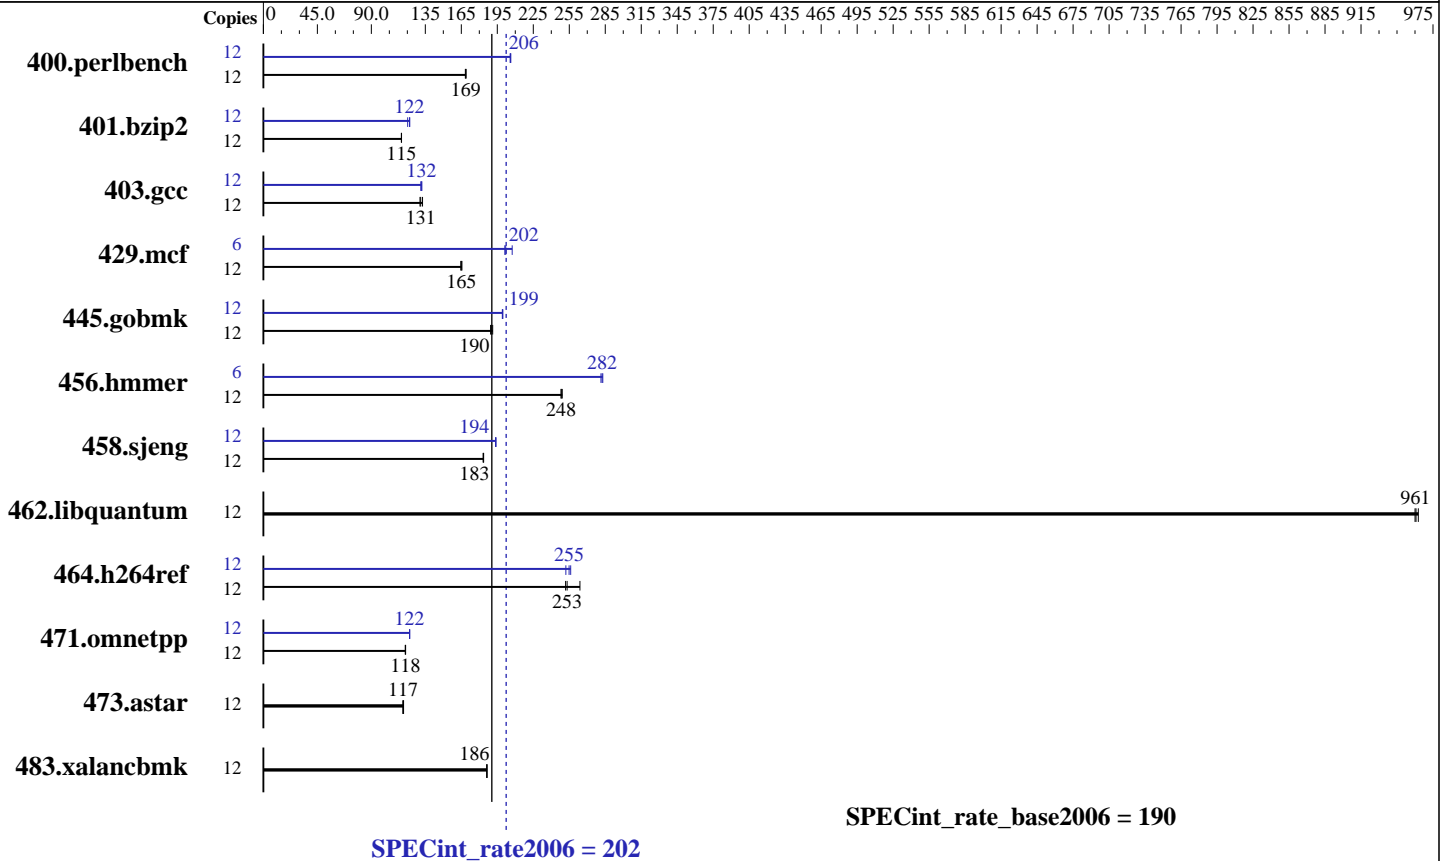 Copies 0 45.0 90.0 135 165 195 225 255 285 315 345 375 405 435 465 495 525 555 585 615 645 675 705 735 765 795 825 855 885 915 975
400.perlbench 12 206
12 169
401.bzip2 12 122
12 115
403.gcc 12 132
12 131
429.mcf 6 202
12 165
445.gobmk 12 199
12 190
456.hmmer 6 282
12 248
458.sjeng 12 194
12 183
462.libquantum 12 961
464.h264ref 12 255
12 253
471.omnetpp 12 122
12 118
473.astar 12 117
483.xalancbmk 12 186
SPECint_rate_base2006 = 190
SPECint_rate2006 = 202